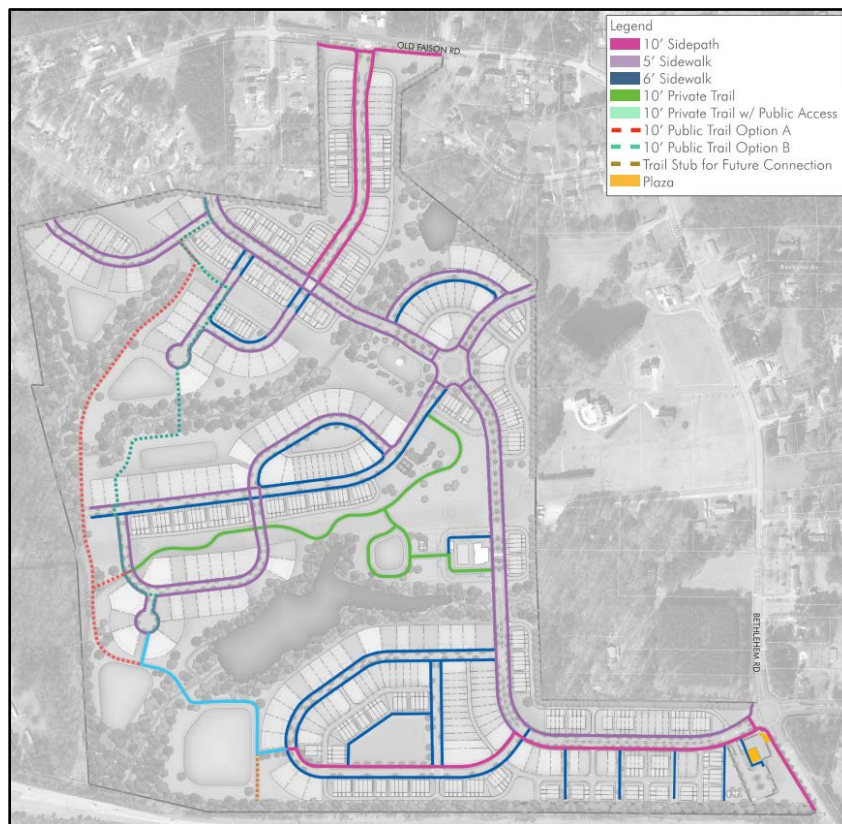 OLD FAISON RD.
Legend
10' Sidepath
5' Sidewalk
6' Sidewalk
10' Private Trail
10' Private Trail w/ Public Access
10' Public Trail Option A
10' Public Trail Option B
Trail Stub for Future Connection
Plaza
BETHLEHEM RD.